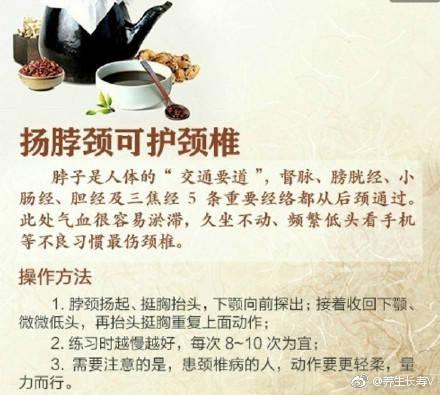 扬脖颈可护颈椎
脖子是人体的“交通要道”，督脉、膀胱经、小
肠经、胆经及三焦经 5 条重要经络都从后颈通过。
此处气血很容易淤滞，久坐不动、频繁低头看手机
等不良习惯最伤颈椎。
操作方法
1. 脖颈扬起、挺胸抬头，下颚向前探出；接着收回下颚、
微微低头，再抬头挺胸重复上面动作；
2. 练习时越慢越好，每次 8~10 次为宜；
3. 需要注意的是，患颈椎病的人，动作要更轻柔，量
力而行。
@养生长寿V